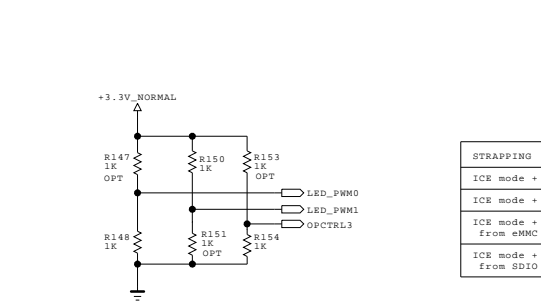 +3.3V_NORMAL
R147
1K
OPT
R150
1K
R153
1K
OPT
LED_PWM0
LED_PWM1
OPCTRL3
R148
1K
R151
1K
OPT
R154
1K
STRAPPING
ICE mode +
ICE mode +
ICE mode +
from eMMC
ICE mode +
from SDIO